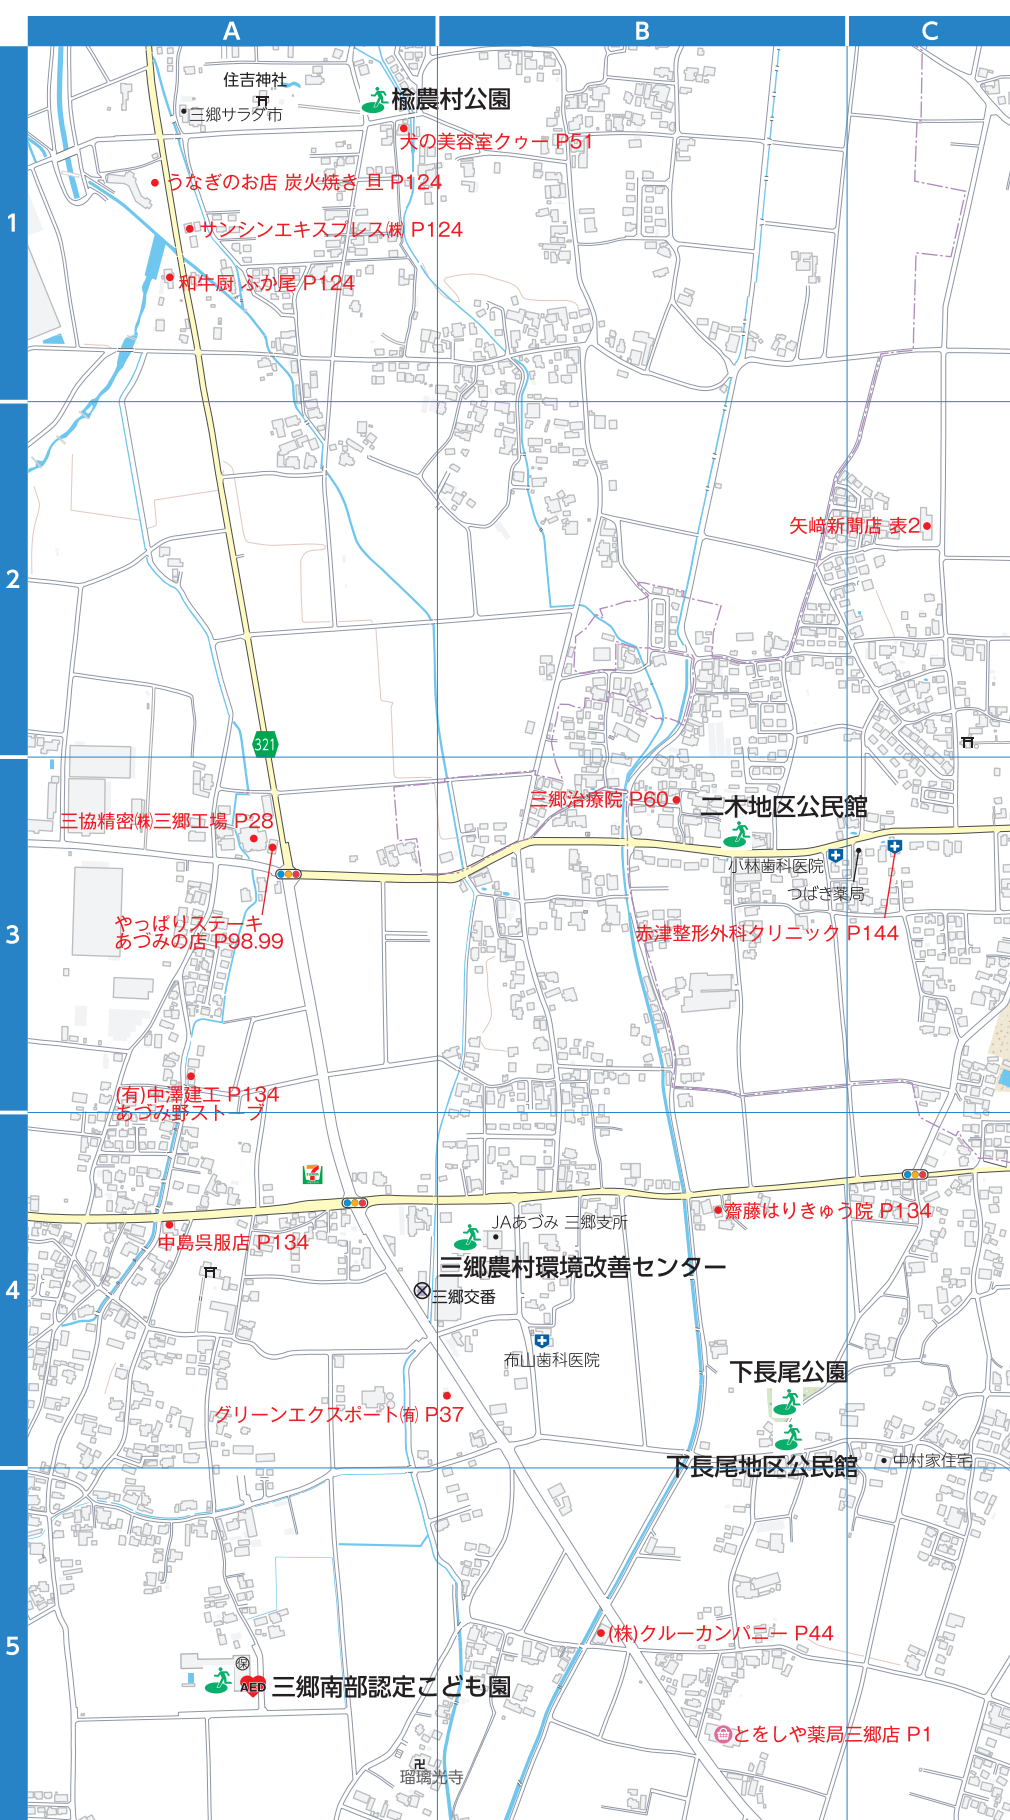 A
B
C
1
住吉神社
三郷サラダ市
楡農村公園
犬の美容室クゥー P51
うなぎのお店 炭火焼き 且 P124
サンシンエキスプレス㈱ P124
和牛厨 ふか尾 P124
2
矢﨑新聞店 表2
321
3
三郷治療院 P60
二木地区公民館
三協精密㈱三郷工場 P28
小林歯科医院
つばき薬局
やっぱりステーキ
あづみの店 P98.99
赤津整形外科クリニック P144
(有)中澤建工 P134
あづみ野ストーブ
4
齋藤はりきゅう院 P134
中島呉服店 P134
JAあづみ 三郷支所
三郷農村環境改善センター
三郷交番
布山歯科医院
下長尾公園
グリーンエクスポート㈲ P37
下長尾地区公民館
中村家住宅
5
(株)クルーカンパニー P44
保
AED
三郷南部認定こども園
とをしや薬局三郷店 P1
卍
瑠璃光寺